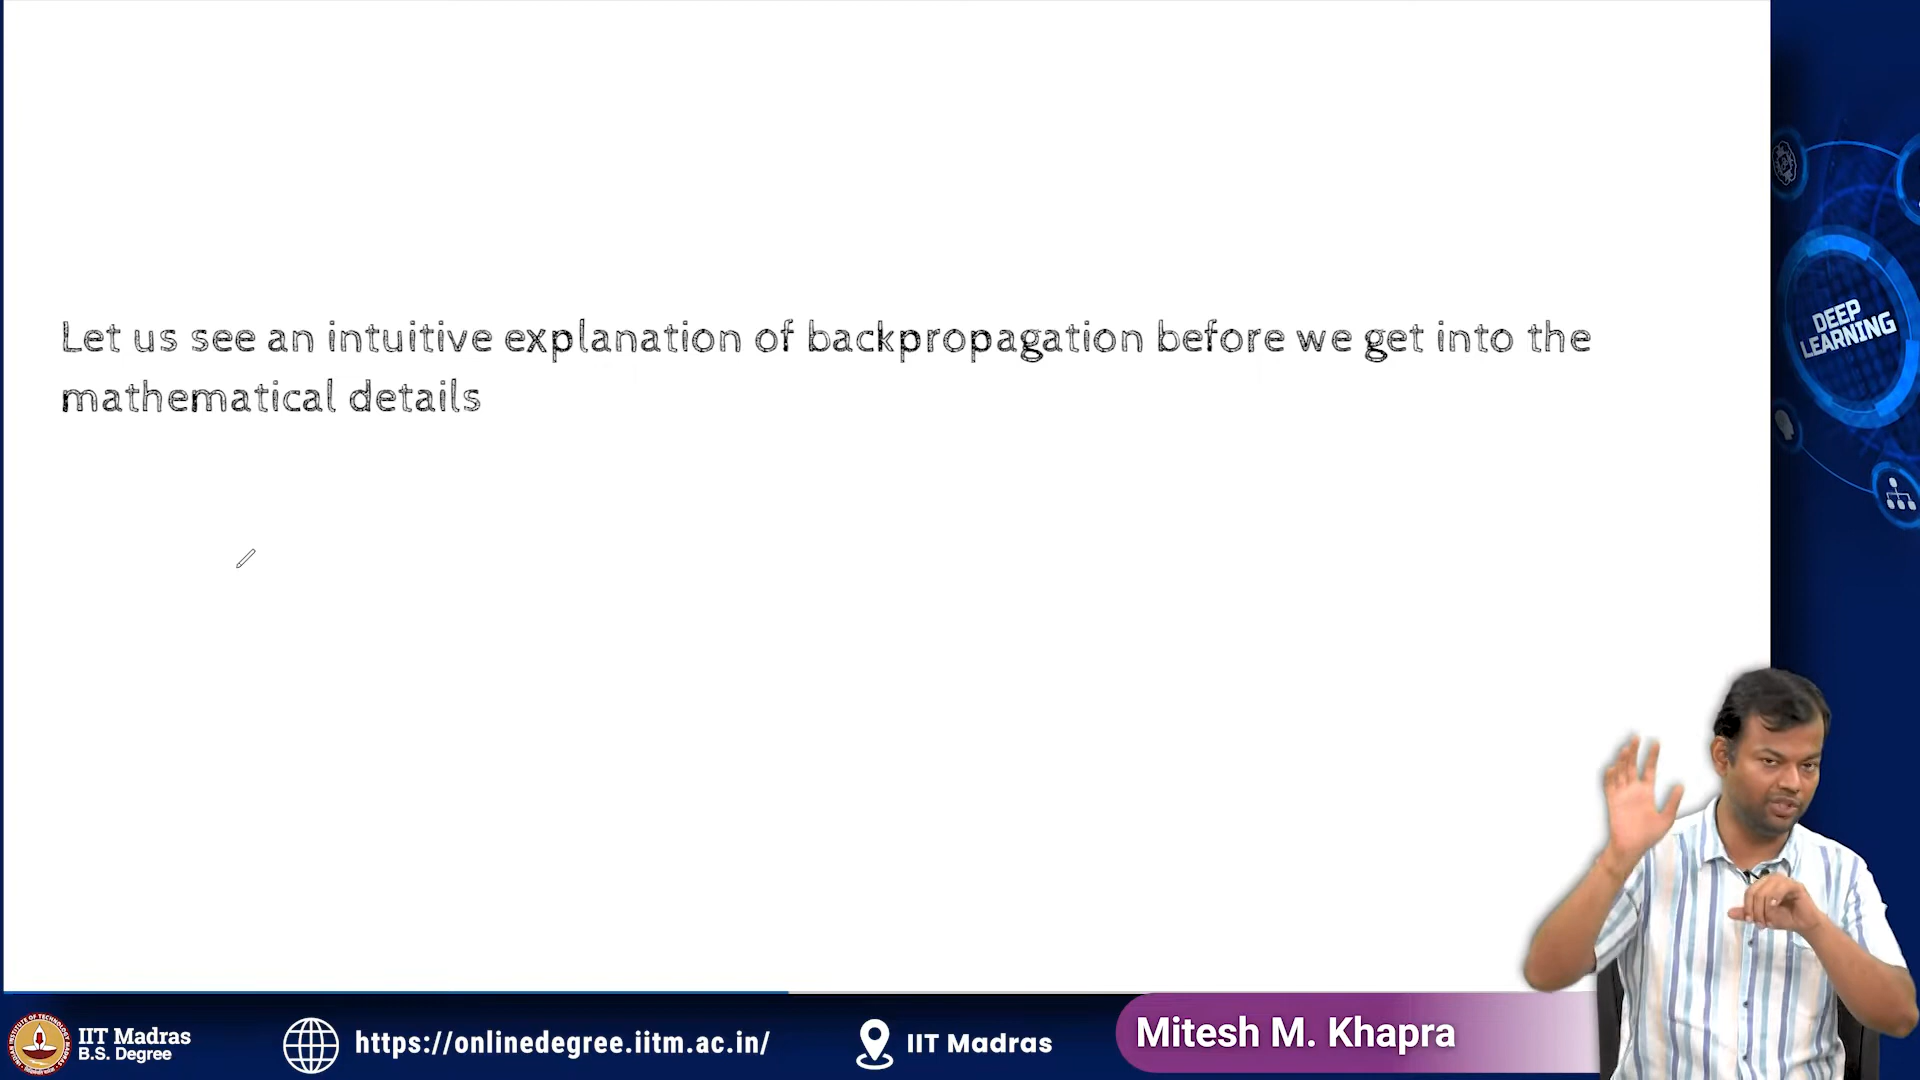 Let us see an intuitive explanation of backpropagation before we get into the
mathematical details
DEEP
LEARNING
IIT Madras
B.S. Degree
https://onlinedegree.iitm.ac.in/
IIT Madras
Mitesh M. Khapra